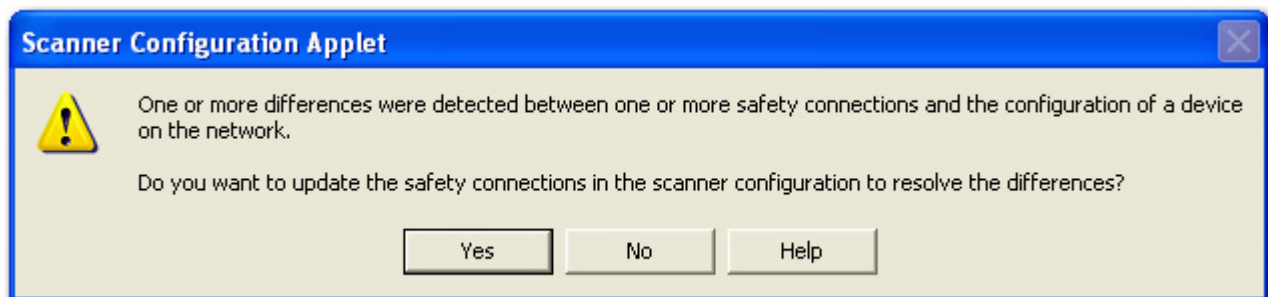 Scanner Configuration Applet
One or more differences were detected between one or more safety connections and the configuration of a device
on the network.
Do you want to update the safety connections in the scanner configuration to resolve the differences?
Yes
No
Help